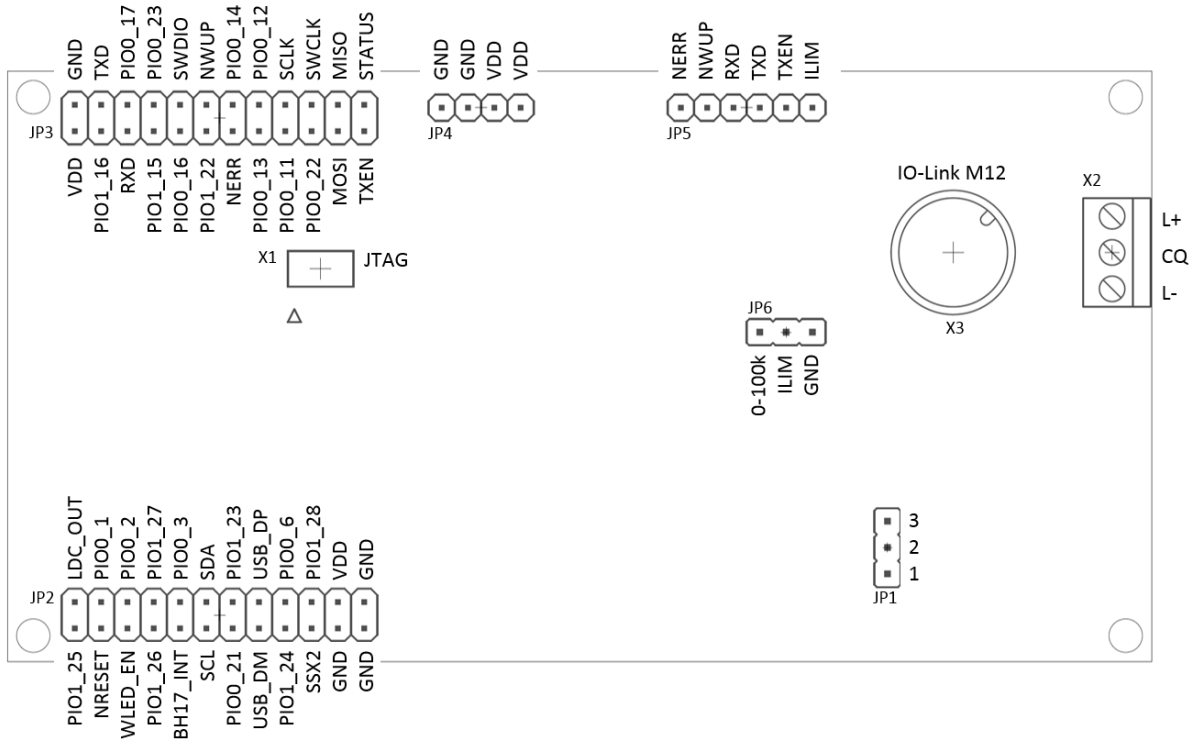 GND TXD PIO0_17 PIO0_23 SWDIO NWUP PIO0_14 PIO0_12 SCLK SWCLK MISO STATUS
JP3
VDD PIO1_16 RXD PIO1_15 PIO0_16 PIO1_22 NERR PIO0_13 PIO0_11 PIO0_22 MOSI TXEN
GND GND VDD VDD
JP4
NERR NWUP RXD TXD TXEN ILIM
JP5
X1 JTAG
IO-Link M12
X3
X2
L+
CQ
L-
JP6
0-100k ILIM GND
LDC_OUT PIO0_1 PIO0_2 PIO1_27 PIO0_3 SDA PIO1_23 USB_DP PIO0_6 PIO1_28 VDD GND
JP2
PIO1_25 NRESET WLED_EN PIO1_26 BH17_INT SCL PIO0_21 USB_DM PIO1_24 SSX2 GND GND
3
2
1
JP1